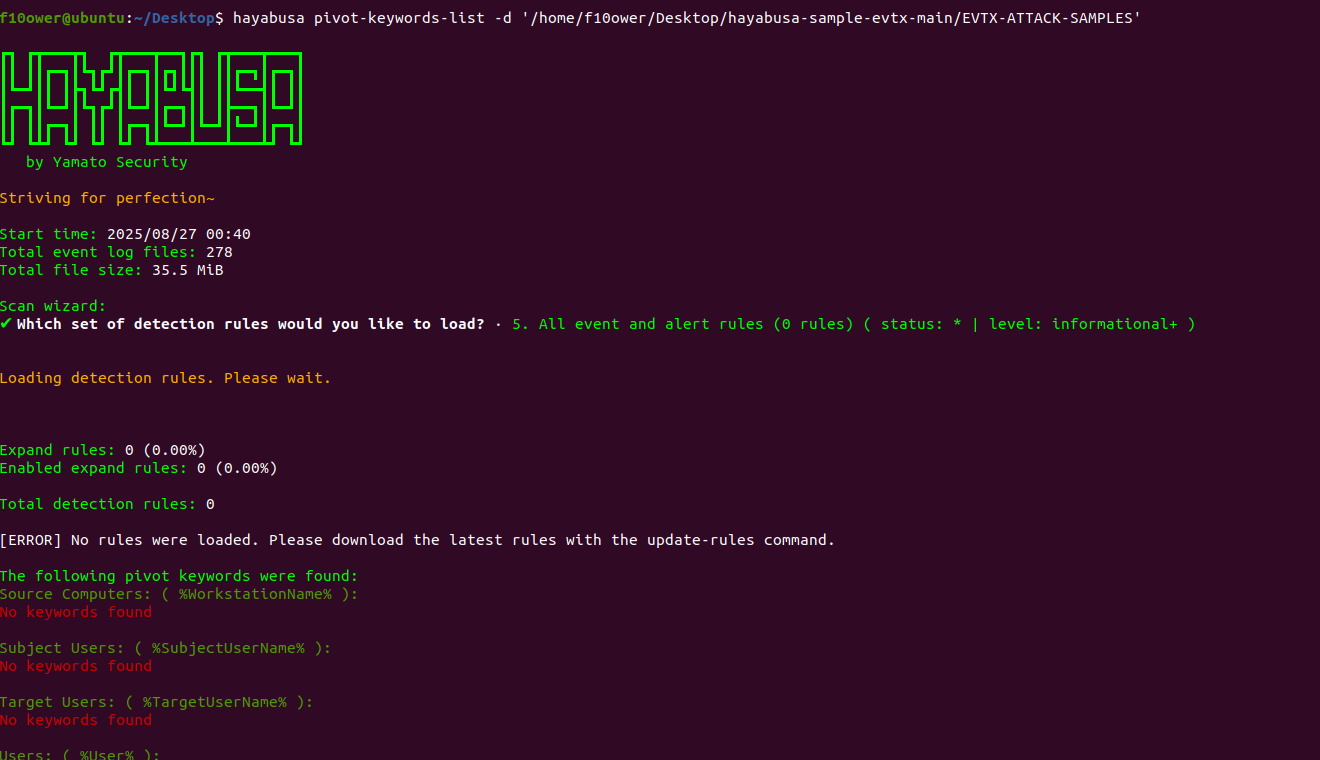 f10ower@ubuntu:~/Desktop$ hayabusa pivot-keywords-list -d '/home/f10ower/Desktop/hayabusa-sample-evtx-main/EVTX-ATTACK-SAMPLES'
HAYABUSA
by Yamato Security
Striving for perfection~
Start time: 2025/08/27 00:40
Total event log files: 278
Total file size: 35.5 MiB
Scan wizard:
✔ Which set of detection rules would you like to load? · 5. All event and alert rules (0 rules) ( status: * | level: informational+ )
Loading detection rules. Please wait.
Expand rules: 0 (0.00%)
Enabled expand rules: 0 (0.00%)
Total detection rules: 0
[ERROR] No rules were loaded. Please download the latest rules with the update-rules command.
The following pivot keywords were found:
Source Computers: ( %WorkstationName% ):
No keywords found
Subject Users: ( %SubjectUserName% ):
No keywords found
Target Users: ( %TargetUserName% ):
No keywords found
Users: ( %User% ):